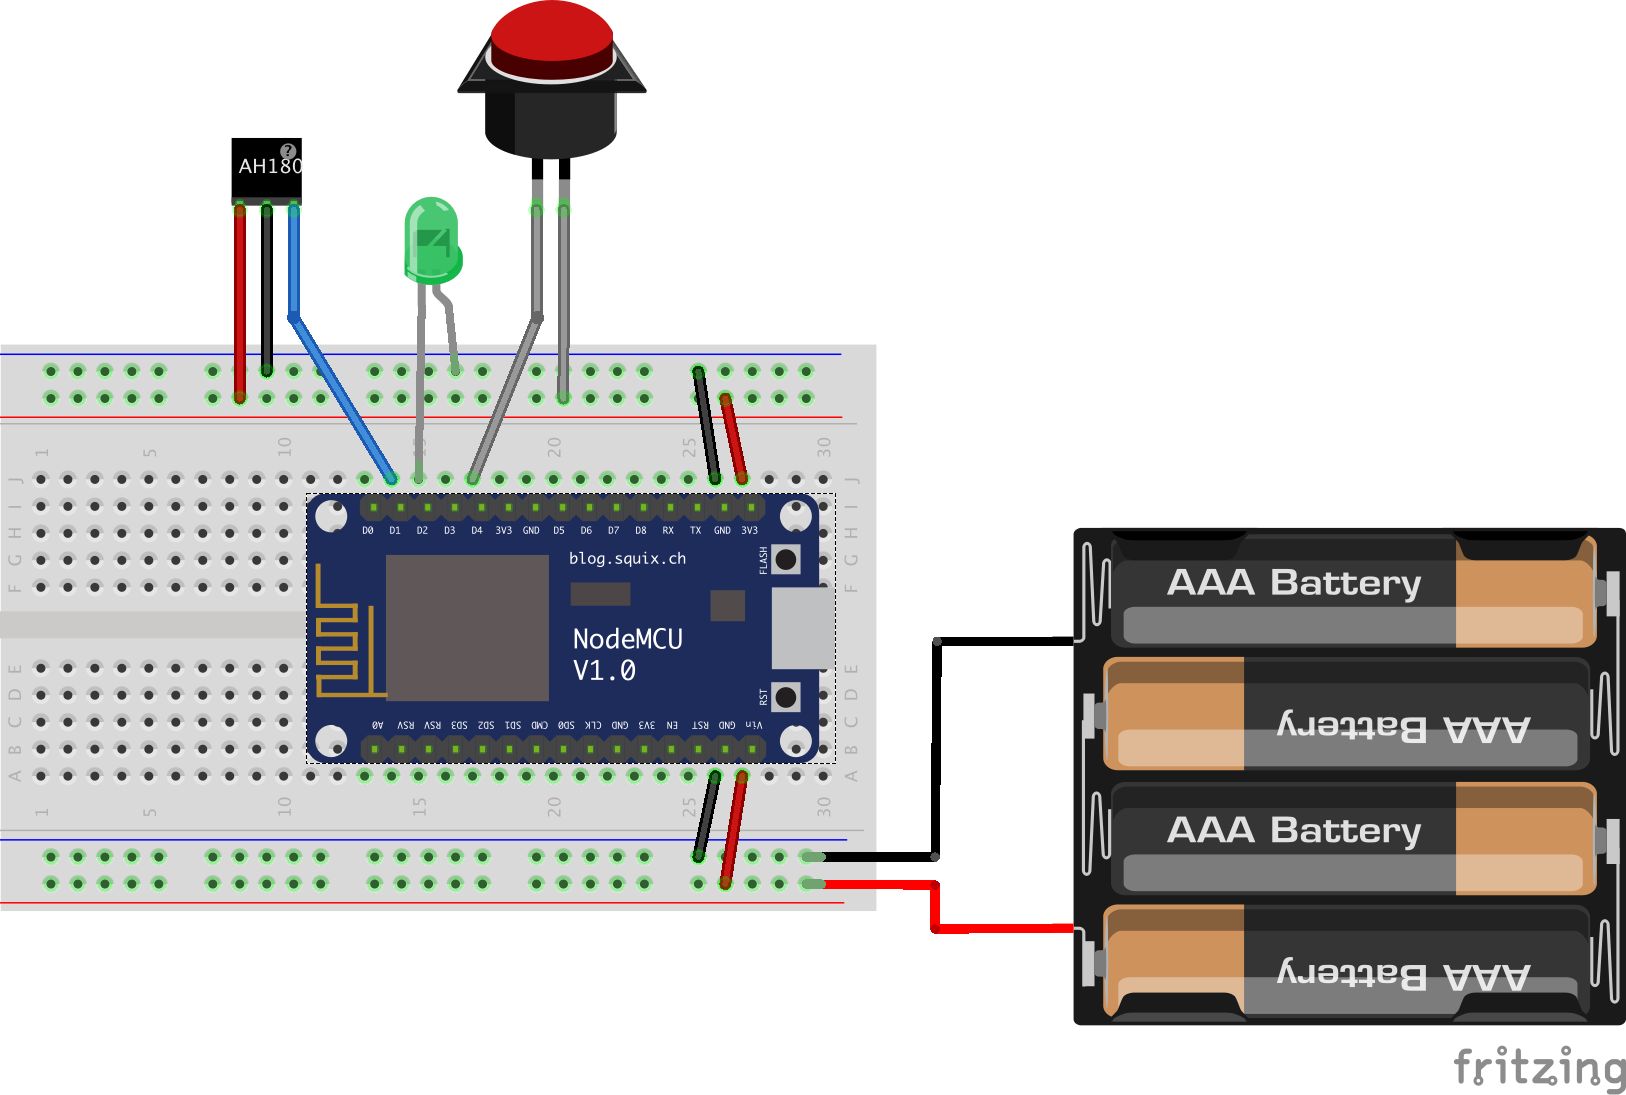 ?
AH180
1 5 10 15 20 25 30
J J
I I
H H
G G
F F
D0 D1 D2 D3 D4 3V3 GND D5 D6 D7 D8 RX TX GND 3V3
blog.squix.ch
FLASH
NodeMCU
V1.0
RST
A0 RSV RSV SD3 SD2 SD1 CMD SD0 CLK GND 3V3 EN RST GND Vin
E E
D D
C C
B B
A A
1 5 10 15 20 25 30
AAA Battery
AAA Battery
AAA Battery
AAA Battery
fritzing